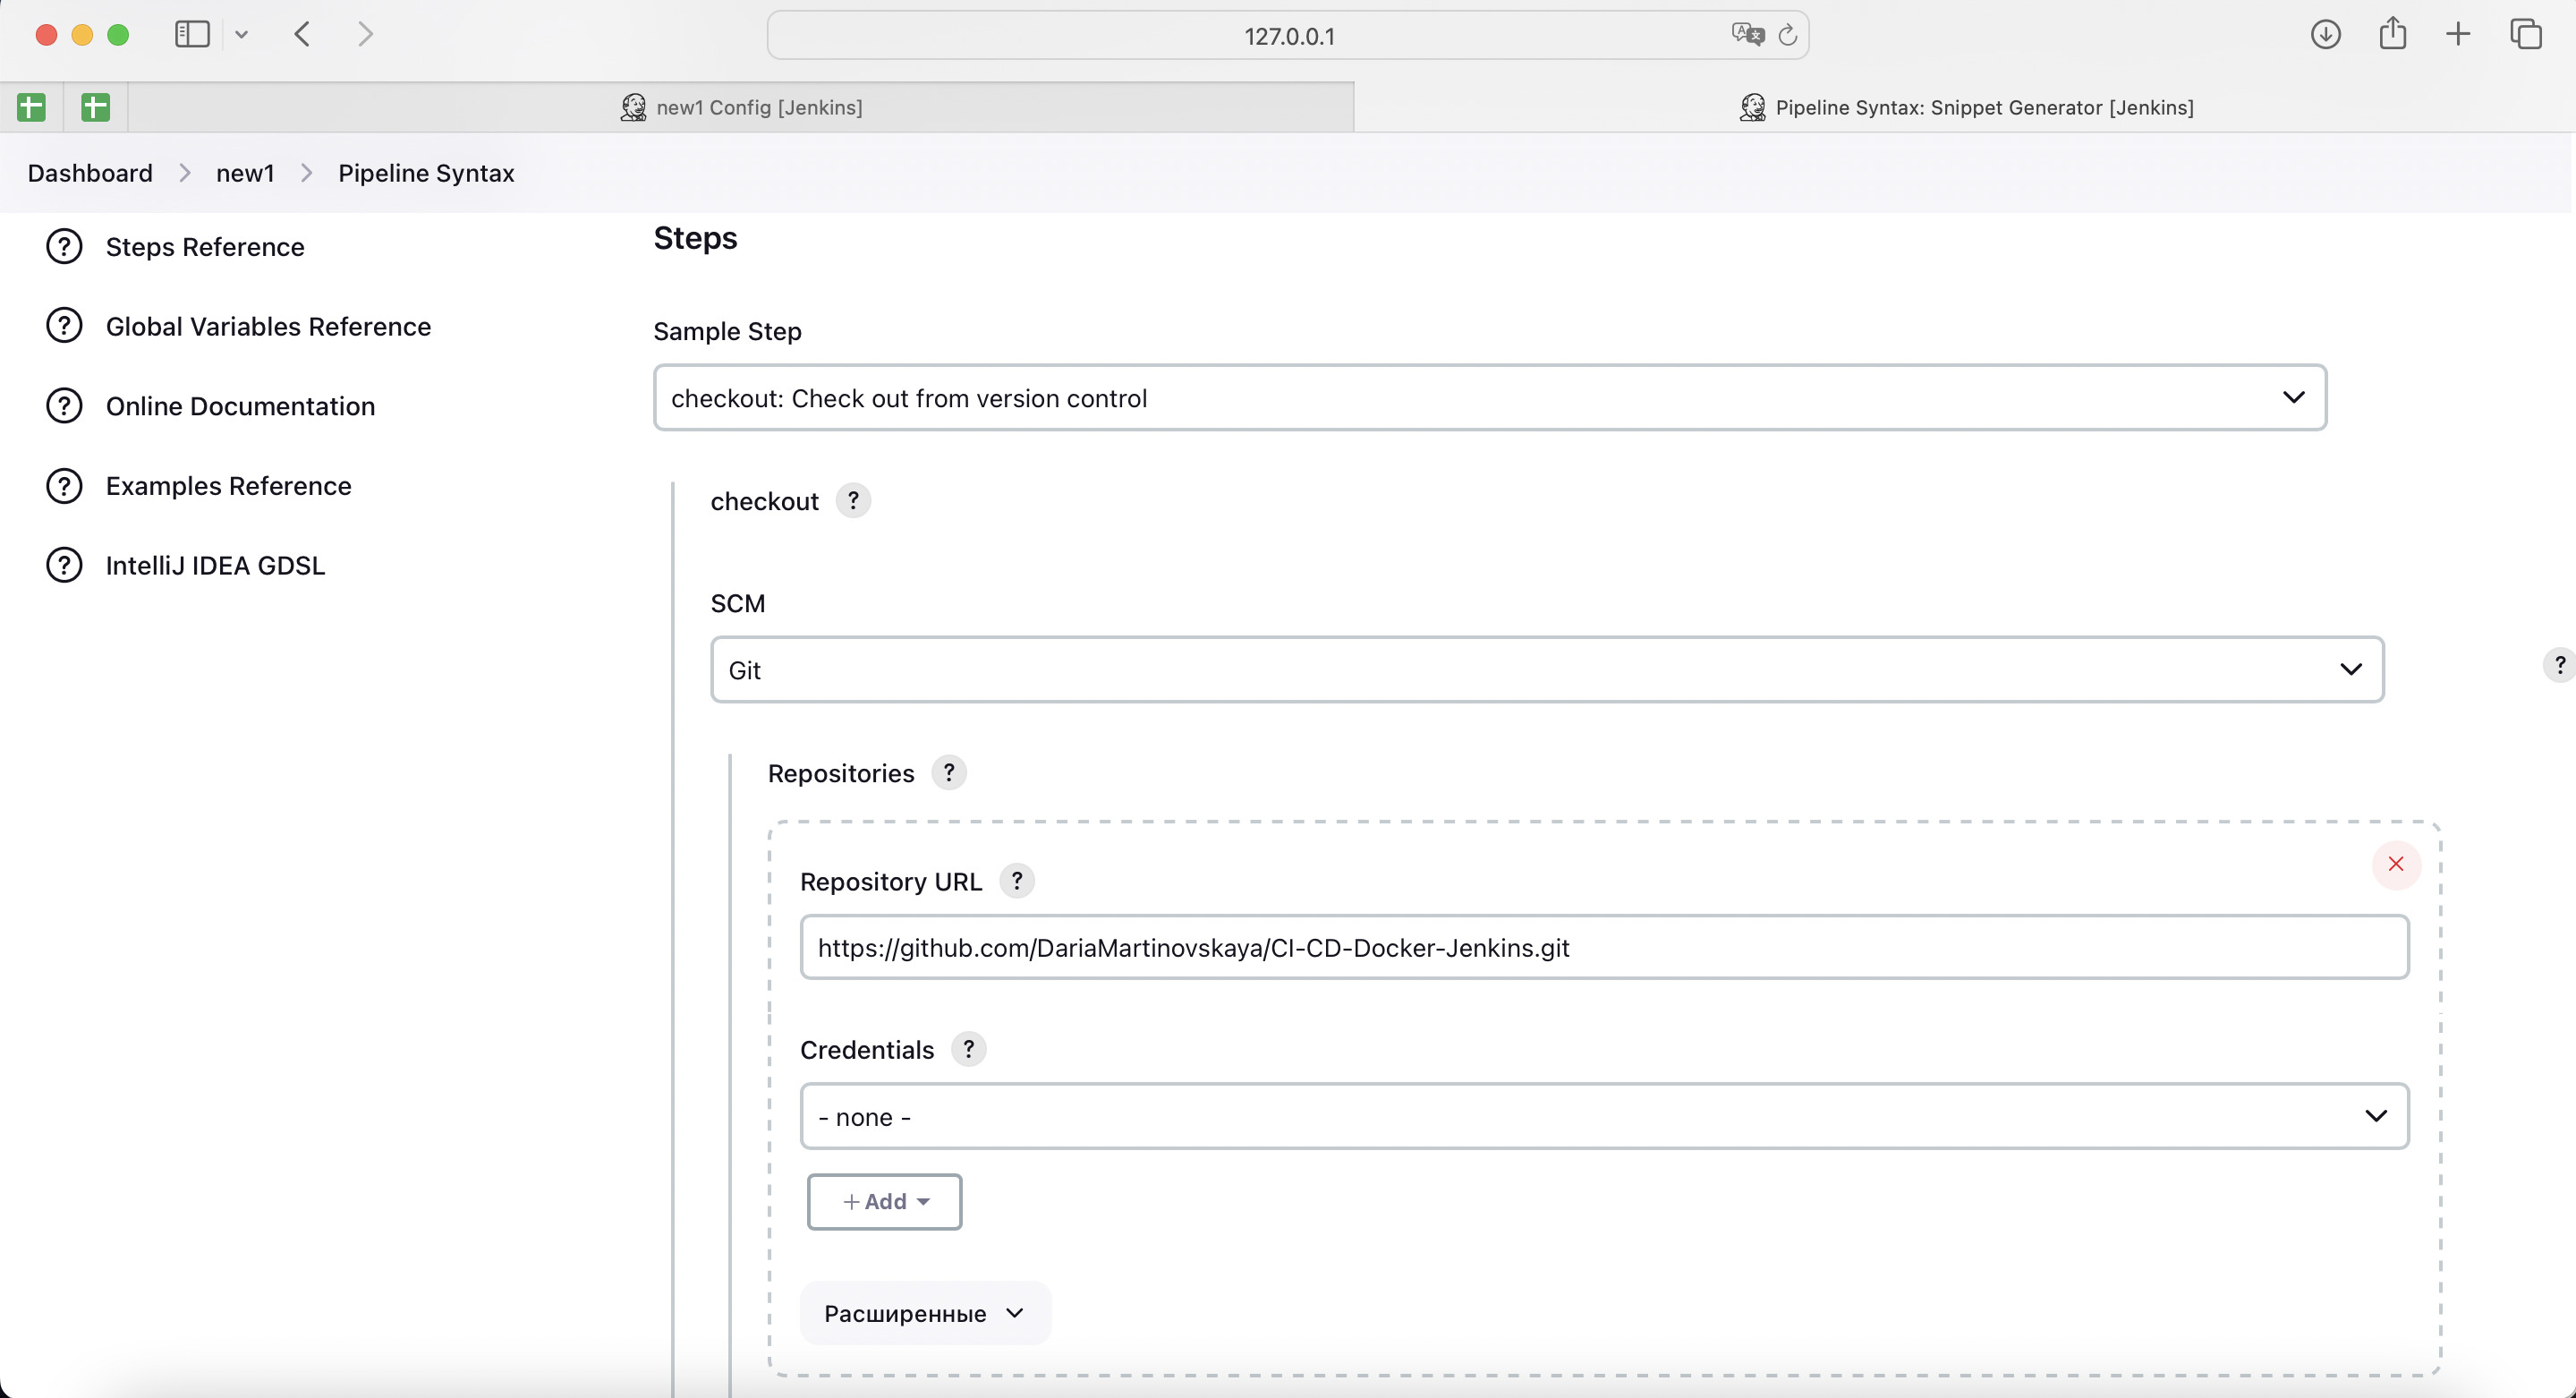 127.0.0.1
new1 Config [Jenkins]
Pipeline Syntax: Snippet Generator [Jenkins]
Dashboard > new1 > Pipeline Syntax
Steps Reference
Global Variables Reference
Online Documentation
Examples Reference
IntelliJ IDEA GDSL
Steps
Sample Step
checkout: Check out from version control
checkout ?
SCM
Git
?
Repositories ?
Repository URL ?
https://github.com/DariaMartinovskaya/CI-CD-Docker-Jenkins.git
Credentials ?
- none -
+ Add
Расширенные